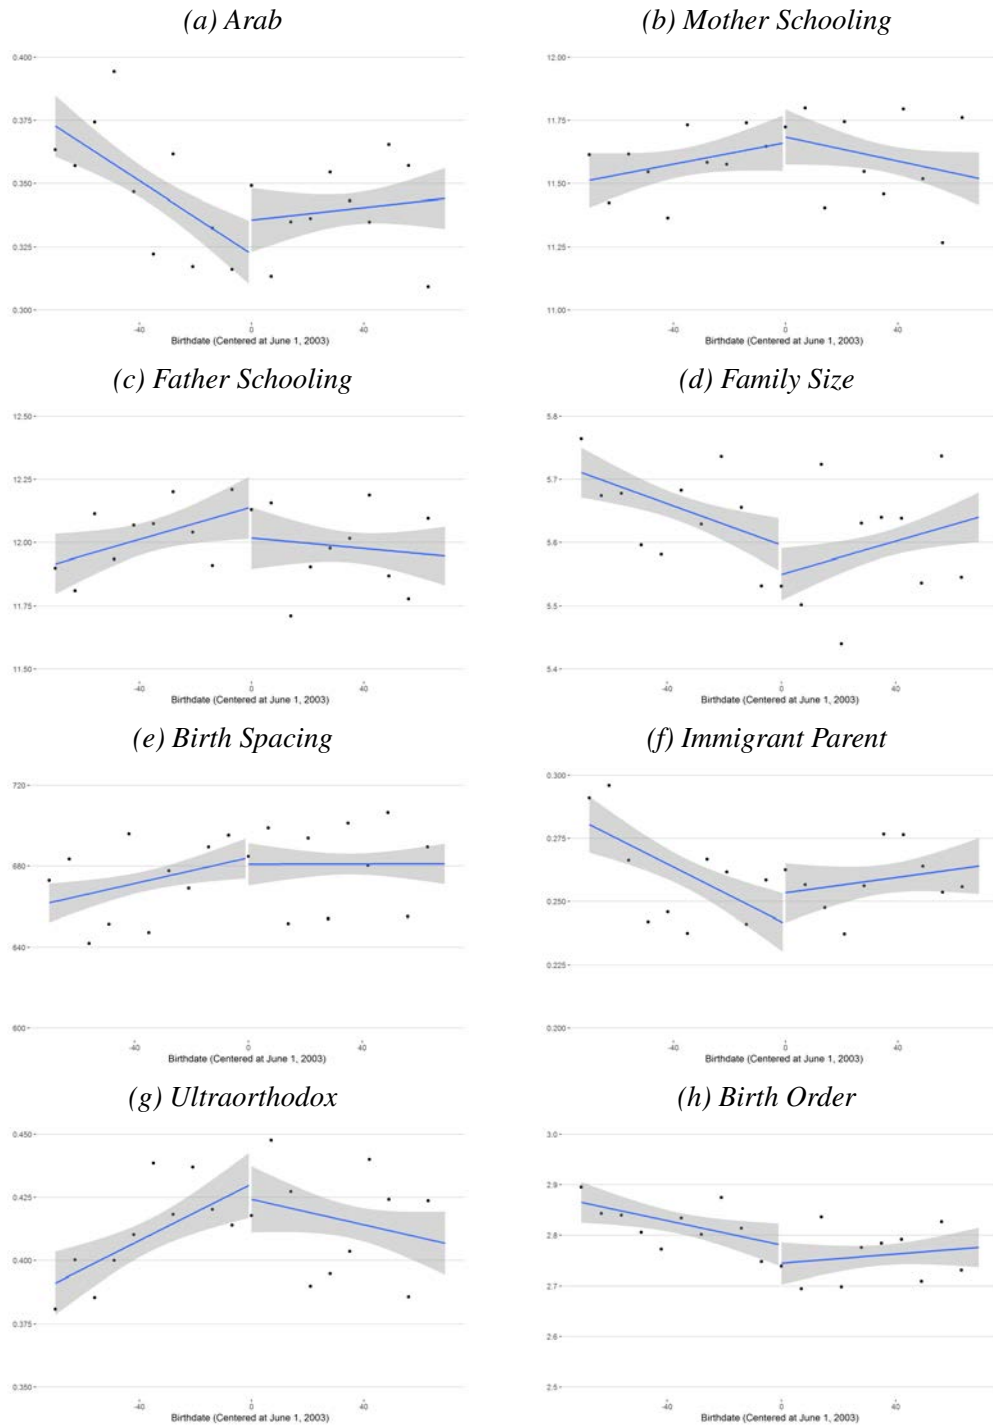 (a) Arab
(b) Mother Schooling
0.400
0.375
0.350
0.325
0.300
-40 0 40
Birthdate (Centered at June 1, 2003)
12.00
11.75
11.50
11.25
11.00
-40 0 40
Birthdate (Centered at June 1, 2003)
(c) Father Schooling
(d) Family Size
12.50
12.25
12.00
11.75
11.50
-40 0 40
Birthdate (Centered at June 1, 2003)
5.8
5.7
5.6
5.5
5.4
-40 0 40
Birthdate (Centered at June 1, 2003)
(e) Birth Spacing
(f) Immigrant Parent
720
680
640
600
-40 0 40
Birthdate (Centered at June 1, 2003)
0.300
0.275
0.250
0.225
0.200
-40 0 40
Birthdate (Centered at June 1, 2003)
(g) Ultraorthodox
(h) Birth Order
0.450
0.425
0.400
0.375
0.350
-40 0 40
Birthdate (Centered at June 1, 2003)
3.0
2.9
2.8
2.7
2.6
2.5
-40 0 40
Birthdate (Centered at June 1, 2003)